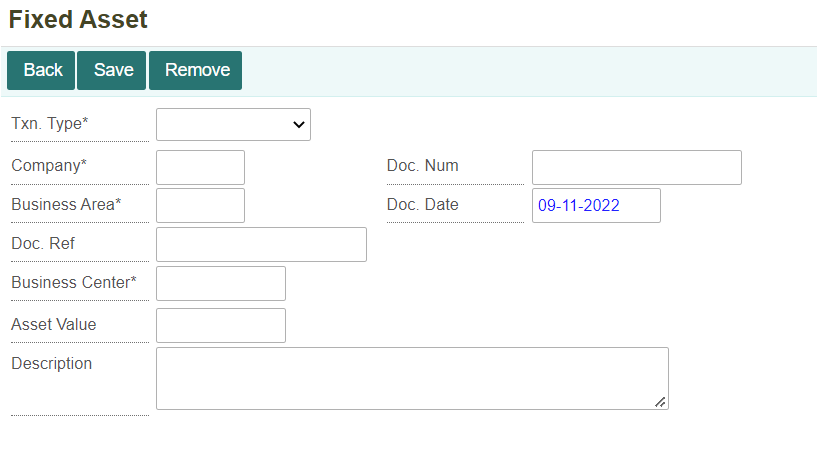 Fixed Asset
Back Save Remove
Txn. Type*
Company* Doc. Num
Business Area* Doc. Date 09-11-2022
Doc. Ref
Business Center*
Asset Value
Description